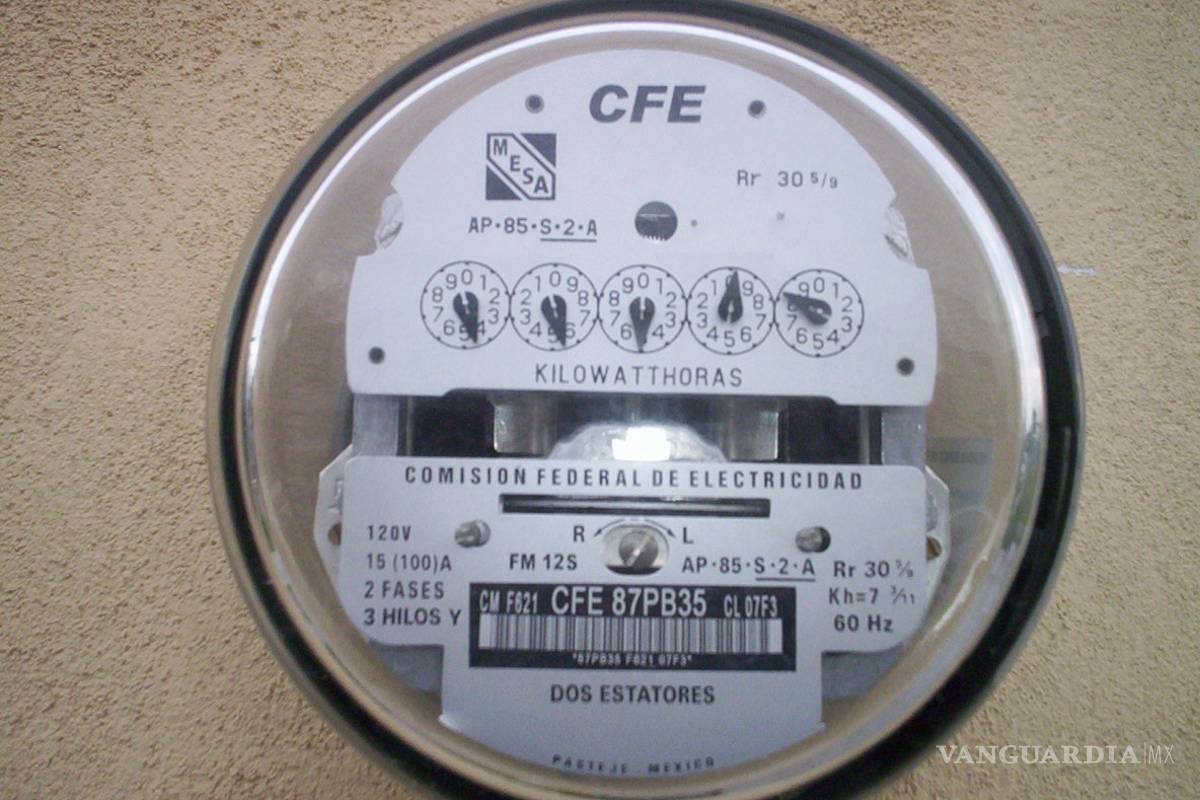 CFE
MESA
Rr 30 5/9
AP·85·S·2·A
KILOWATTHORAS
COMISION FEDERAL DE ELECTRICIDAD
R L
120V
15 (100)A FM 12S AP·85·S·2·A Rr 30 5/9
2 FASES Kh=7 3/11
3 HILOS Y 60 Hz
CM F621 CFE 87PB35 CL 07F3
*87PB35 F621 07F3*
DOS ESTATORES
PASTEJE MEXICO
VANGUARDIA|MX